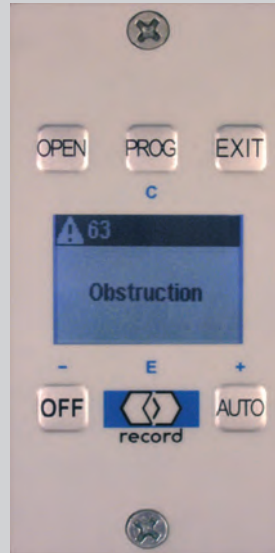 OPEN PROG EXIT
C
63
Obstruction
- E +
OFF AUTO
record